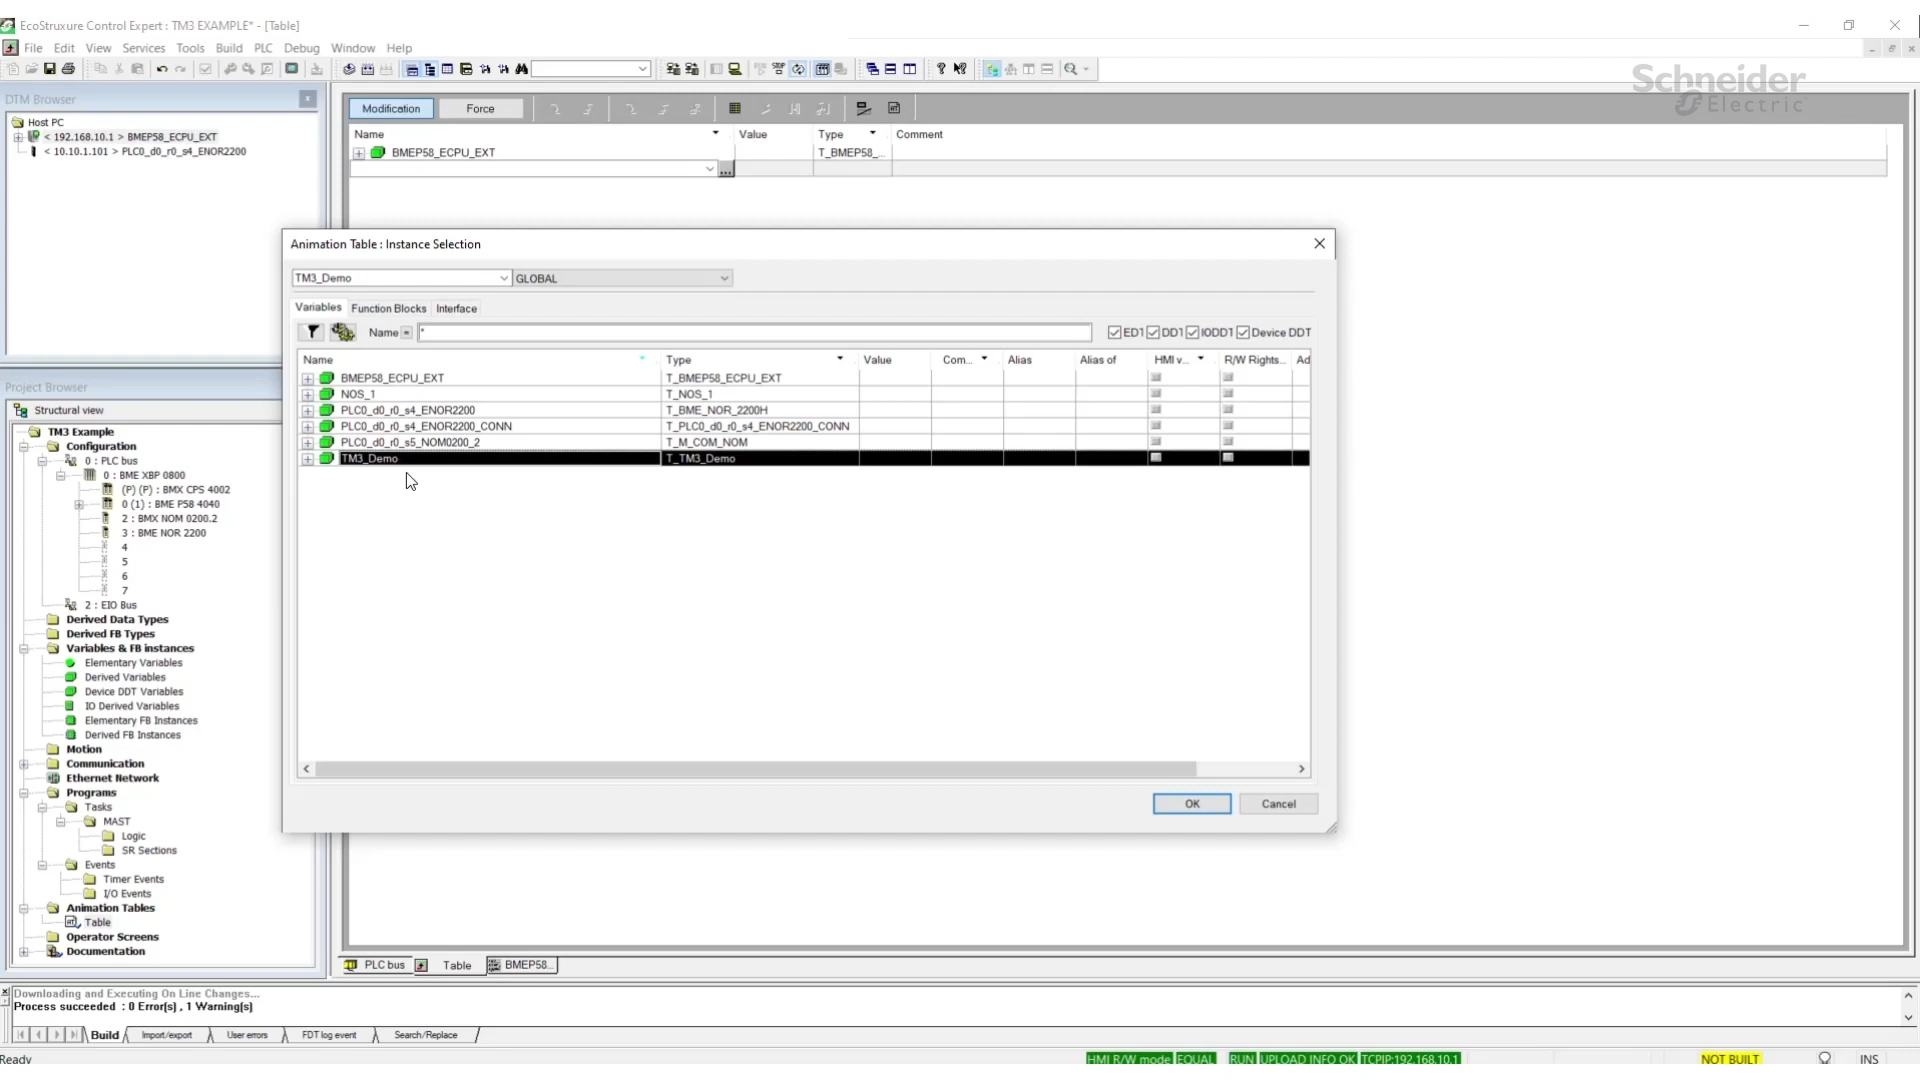 EcoStruxure Control Expert : TM3 EXAMPLE* - [Table]
File Edit View Services Tools Build PLC Debug Window Help
Schneider Electric
DTM Browser
Host PC
< 192.168.10.1 > BMEP58_ECPU_EXT
< 10.10.1.101 > PLC0_d0_r0_s4_ENOR2200
Modification Force
Name Value Type Comment
BMEP58_ECPU_EXT T_BMEP58_...
...
Animation Table : Instance Selection
TM3_Demo GLOBAL
Variables Function Blocks Interface
Name = * EDT DDT IODDT Device DDT
Name Type Value Com... Alias Alias of HMI v... R/W Rights... Ad
BMEP58_ECPU_EXT T_BMEP58_ECPU_EXT
NOS_1 T_NOS_1
PLC0_d0_r0_s4_ENOR2200 T_BME_NOR_2200H
PLC0_d0_r0_s4_ENOR2200_CONN T_PLC0_d0_r0_s4_ENOR2200_CONN
PLC0_d0_r0_s5_NOM0200_2 T_M_COM_NOM
TM3_Demo T_TM3_Demo
OK Cancel
Project Browser
Structural view
TM3 Example
Configuration
0 : PLC bus
0 : BME XBP 0800
(P) (P) : BMX CPS 4002
0 (1) : BME P58 4040
2 : BMX NOM 0200.2
3 : BME NOR 2200
4
5
6
7
2 : EIO Bus
Derived Data Types
Derived FB Types
Variables & FB instances
Elementary Variables
Derived Variables
Device DDT Variables
IO Derived Variables
Elementary FB Instances
Derived FB Instances
Motion
Communication
Ethernet Network
Programs
Tasks
MAST
Logic
SR Sections
Events
Timer Events
I/O Events
Animation Tables
Table
Operator Screens
Documentation
PLC bus Table BMEP58...
Downloading and Executing On Line Changes...
Process succeeded : 0 Error(s) , 1 Warning(s)
Build Import/export User errors FDT log event Search/Replace
Ready HMI R/W mode EQUAL RUN UPLOAD INFO OK TCPIP:192.168.10.1 NOT BUILT INS